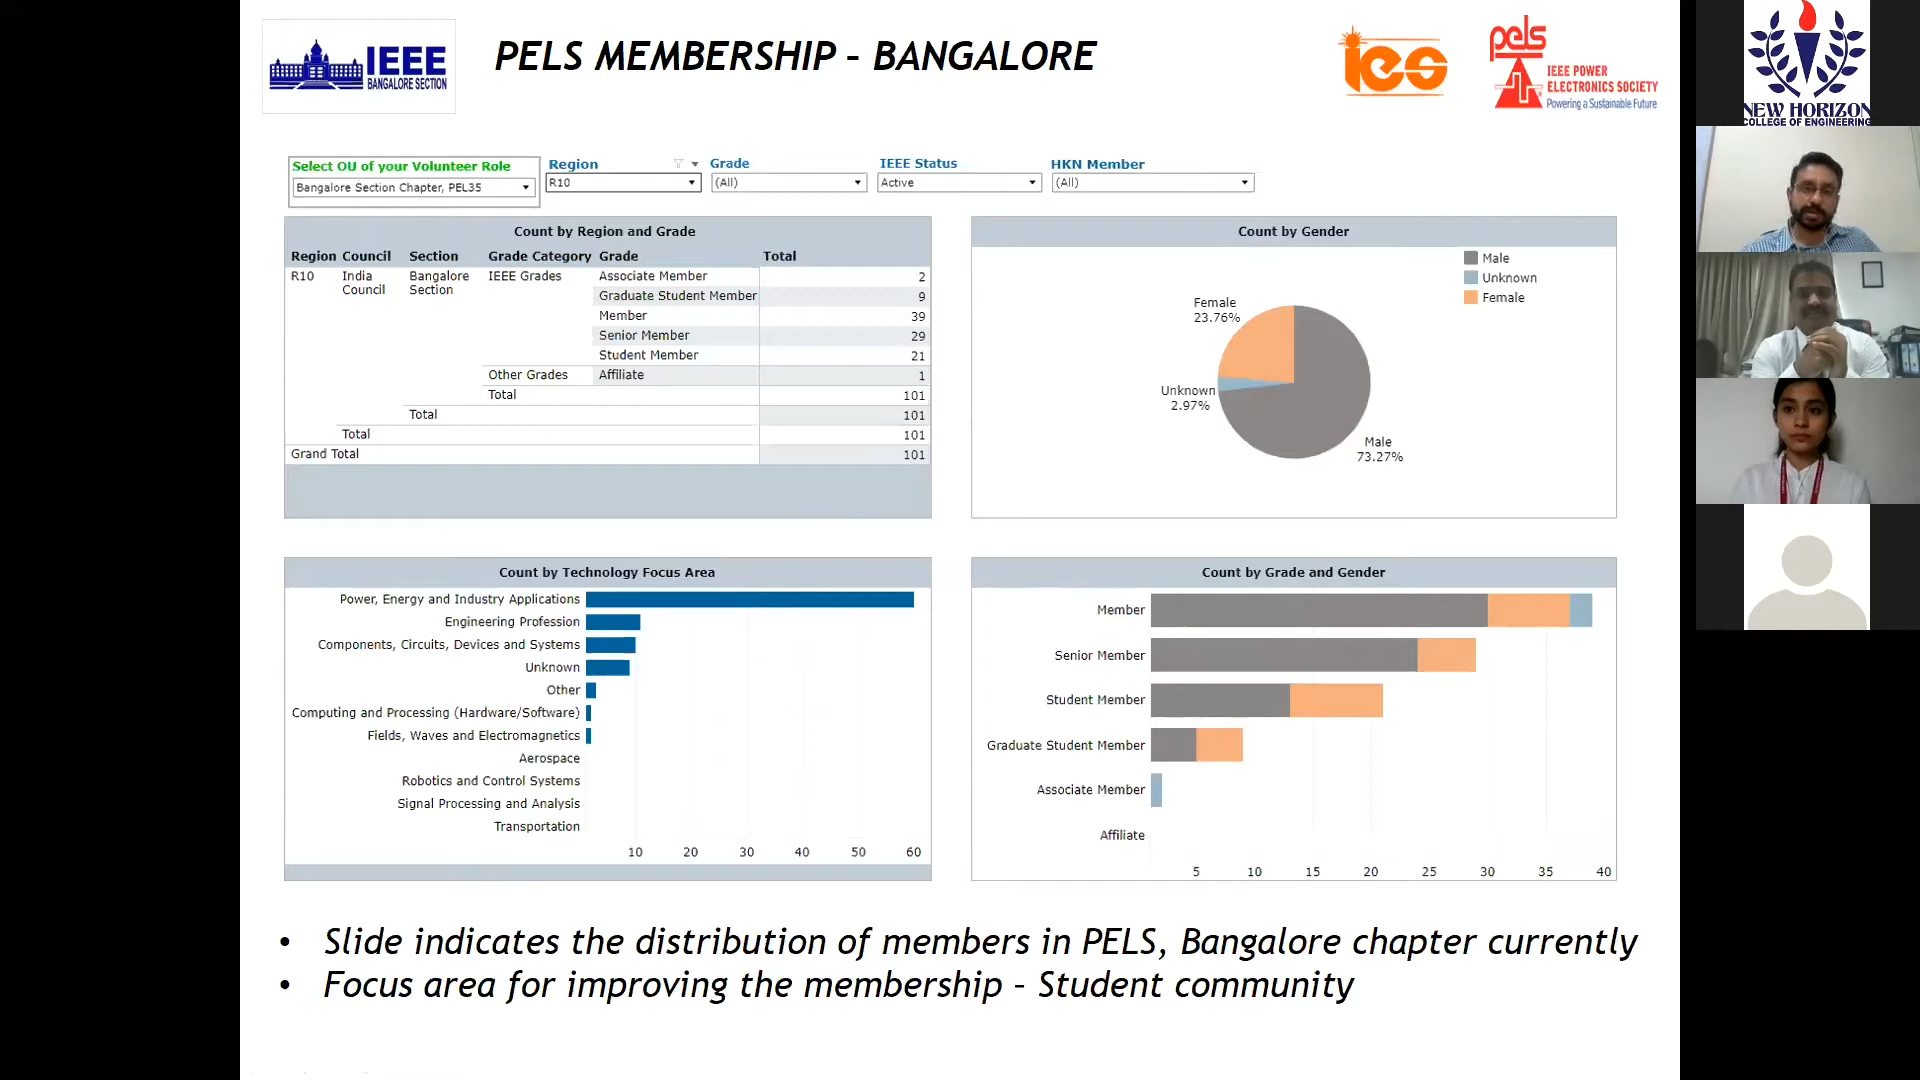 IEEE
BANGALORE SECTION
PELS MEMBERSHIP – BANGALORE
ies
pels
IEEE POWER
ELECTRONICS SOCIETY
Powering a Sustainable Future
NEW HORIZON
COLLEGE OF ENGINEERING
Select OU of your Volunteer Role
Bangalore Section Chapter, PEL35
Region
R10
Grade
(All)
IEEE Status
Active
HKN Member
(All)
Count by Region and Grade
Region Council Section Grade Category Grade Total
R10 India Council Bangalore Section IEEE Grades Associate Member 2
Graduate Student Member 9
Member 39
Senior Member 29
Student Member 21
Other Grades Affiliate 1
Total 101
Total 101
Total 101
Grand Total 101
Count by Gender
Male
Unknown
Female
Female
23.76%
Unknown
2.97%
Male
73.27%
Count by Technology Focus Area
Power, Energy and Industry Applications
Engineering Profession
Components, Circuits, Devices and Systems
Unknown
Other
Computing and Processing (Hardware/Software)
Fields, Waves and Electromagnetics
Aerospace
Robotics and Control Systems
Signal Processing and Analysis
Transportation
10 20 30 40 50 60
Count by Grade and Gender
Member
Senior Member
Student Member
Graduate Student Member
Associate Member
Affiliate
5 10 15 20 25 30 35 40
• Slide indicates the distribution of members in PELS, Bangalore chapter currently
• Focus area for improving the membership – Student community